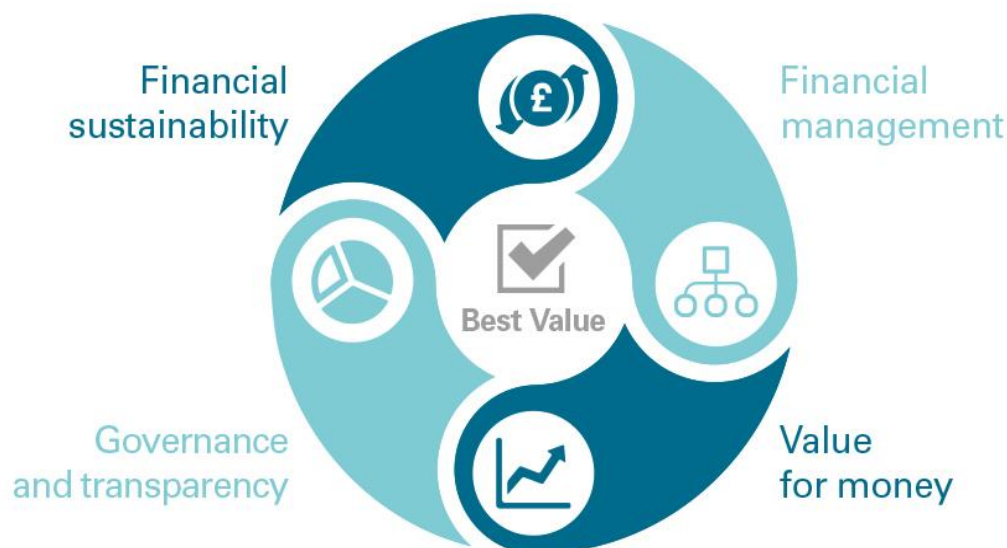 Financial
sustainability
Financial
management
£
Best Value
Governance
and transparency
Value
for money